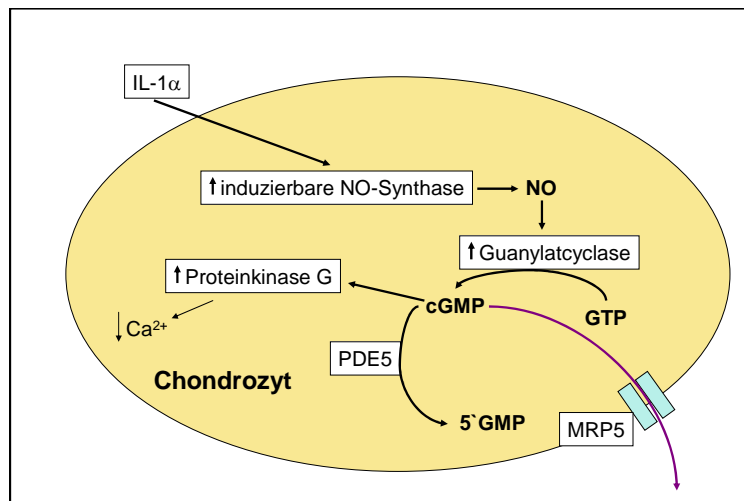 IL-1α
↑induzierbare NO-Synthase
NO
↑Guanylatcyclase
↑Proteinkinase G
cGMP
GTP
↓Ca²⁺
PDE5
Chondrozyt
5`GMP
MRP5